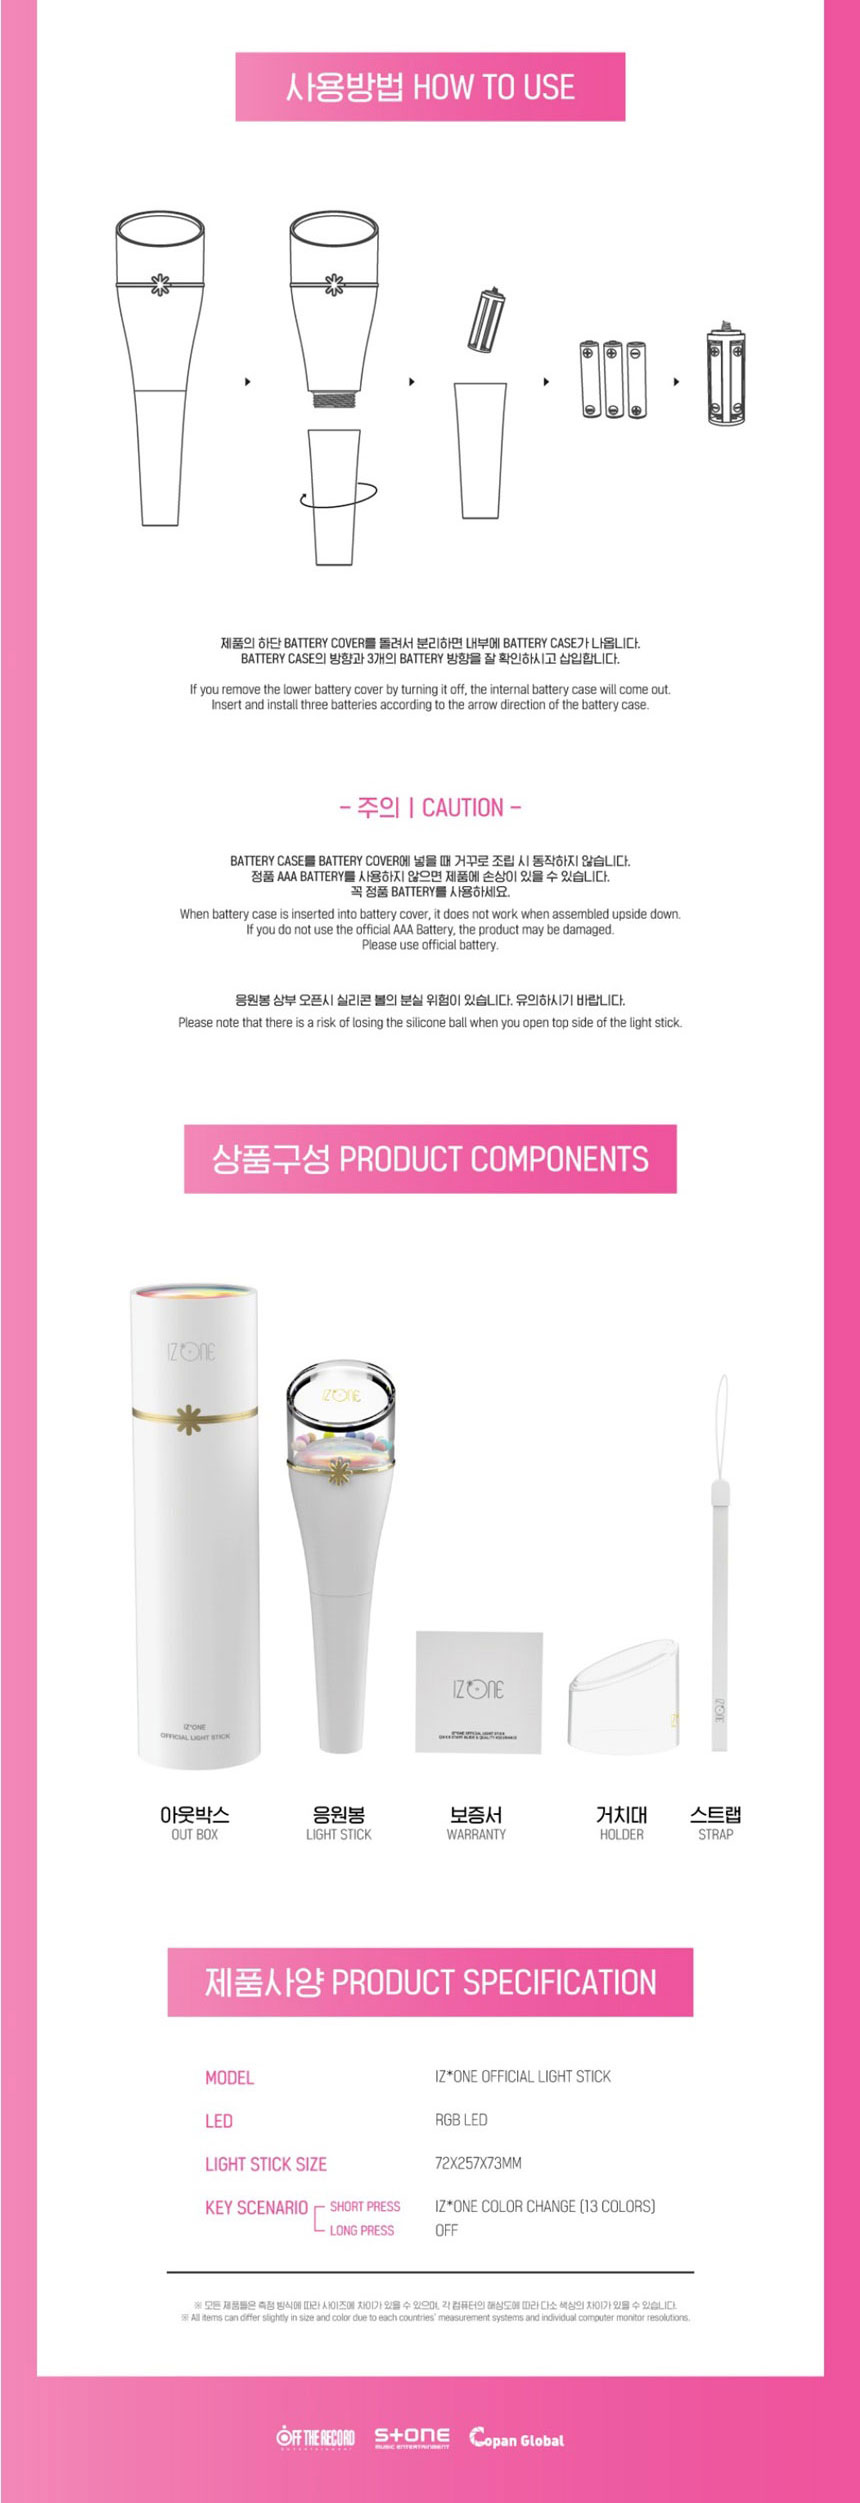 사용방법 HOW TO USE
제품의 하단 BATTERY COVER를 돌려서 분리하면 내부에 BATTERY CASE가 나옵니다.
BATTERY CASE의 방향과 3개의 BATTERY 방향을 잘 확인하시고 삽입합니다.
If you remove the lower battery cover by turning it off, the internal battery case will come out.
Insert and install three batteries according to the arrow direction of the battery case.
- 주의 | CAUTION -
BATTERY CASE를 BATTERY COVER에 넣을 때 거꾸로 조립 시 동작하지 않습니다.
정품 AAA BATTERY를 사용하지 않으면 제품에 손상이 있을 수 있습니다.
꼭 정품 BATTERY를 사용하세요.
When battery case is inserted into battery cover, it does not work when assembled upside down.
If you do not use the official AAA Battery, the product may be damaged.
Please use official battery.
응원봉 상부 오픈시 실리콘 볼의 분실 위험이 있습니다. 유의하시기 바랍니다.
Please note that there is a risk of losing the silicone ball when you open top side of the light stick.
상품구성 PRODUCT COMPONENTS
IZ*ONE
IZ*ONE
OFFICIAL LIGHT STICK
IZ*ONE
IZ*ONE
IZ*ONE OFFICIAL LIGHT STICK
IZ*ONE
아웃박스
OUT BOX
응원봉
LIGHT STICK
보증서
WARRANTY
거치대
HOLDER
스트랩
STRAP
제품사양 PRODUCT SPECIFICATION
MODEL IZ*ONE OFFICIAL LIGHT STICK
LED RGB LED
LIGHT STICK SIZE 72X257X73MM
KEY SCENARIO SHORT PRESS IZ*ONE COLOR CHANGE (13 COLORS)
LONG PRESS OFF
※ 모든 제품들은 측정 방식에 따라 사이즈에 차이가 있을 수 있으며, 각 컴퓨터의 해상도에 따라 다소 색상의 차이가 있을 수 있습니다.
※ All items can differ slightly in size and color due to each countries' measurement systems and individual computer monitor resolutions.
OFF THE RECORD
ENTERTAINMENT
STONE
MUSIC ENTERTAINMENT
Copan Global